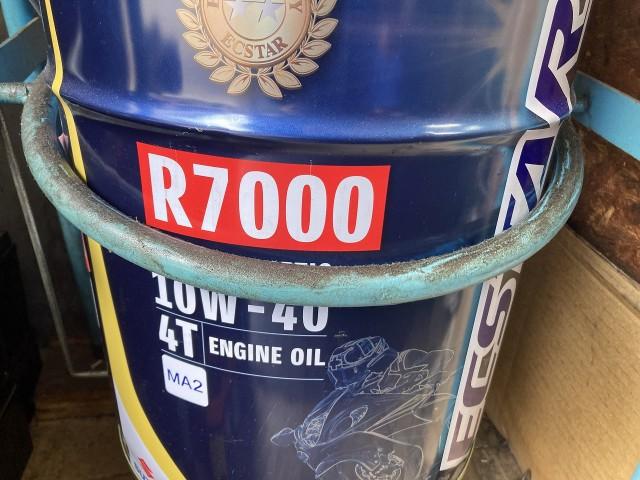 ECSTAR
R7000
10W-40
4T ENGINE OIL
MA2
ECSTAR